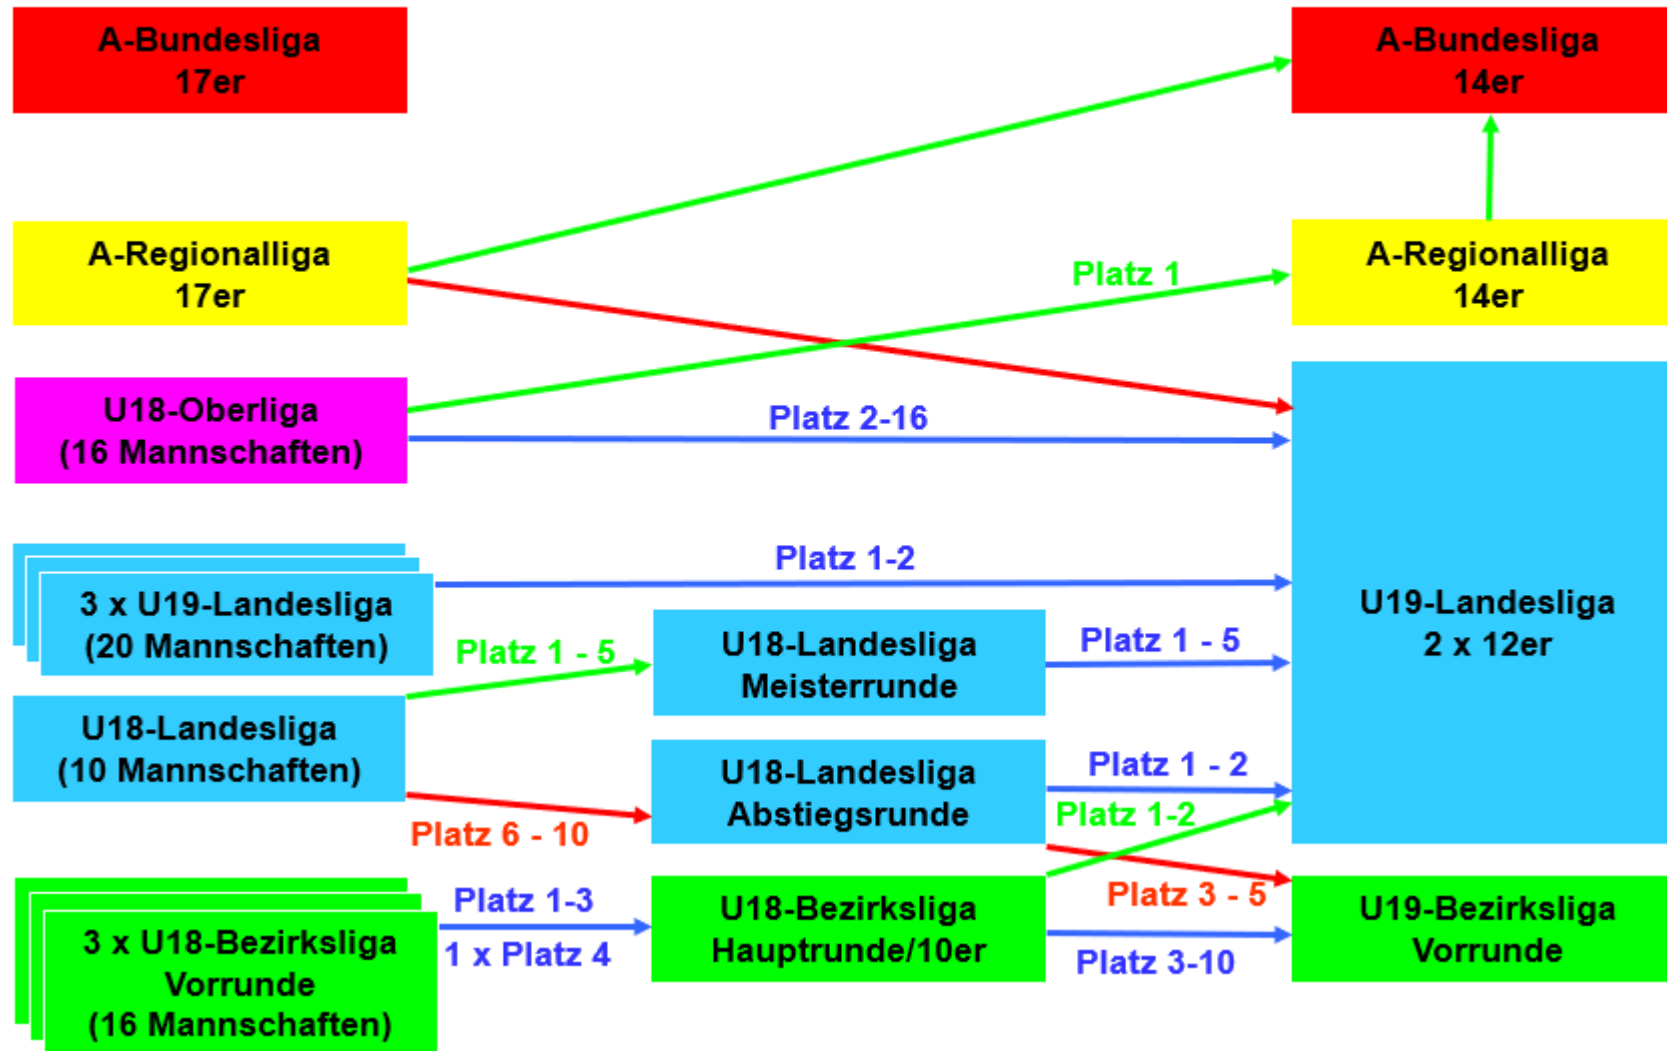 A-Bundesliga
17er
A-Bundesliga
14er
A-Regionalliga
17er
Platz 1
A-Regionalliga
14er
U18-Oberliga
(16 Mannschaften)
Platz 2-16
Platz 1-2
3 x U19-Landesliga
(20 Mannschaften)
Platz 1 - 5
U18-Landesliga
Meisterrunde
Platz 1 - 5
U19-Landesliga
2 x 12er
U18-Landesliga
(10 Mannschaften)
Platz 6 - 10
U18-Landesliga
Abstiegsrunde
Platz 1 - 2
Platz 1-2
Platz 3 - 5
3 x U18-Bezirksliga
Vorrunde
(16 Mannschaften)
Platz 1-3
1 x Platz 4
U18-Bezirksliga
Hauptrunde/10er
Platz 3-10
U19-Bezirksliga
Vorrunde